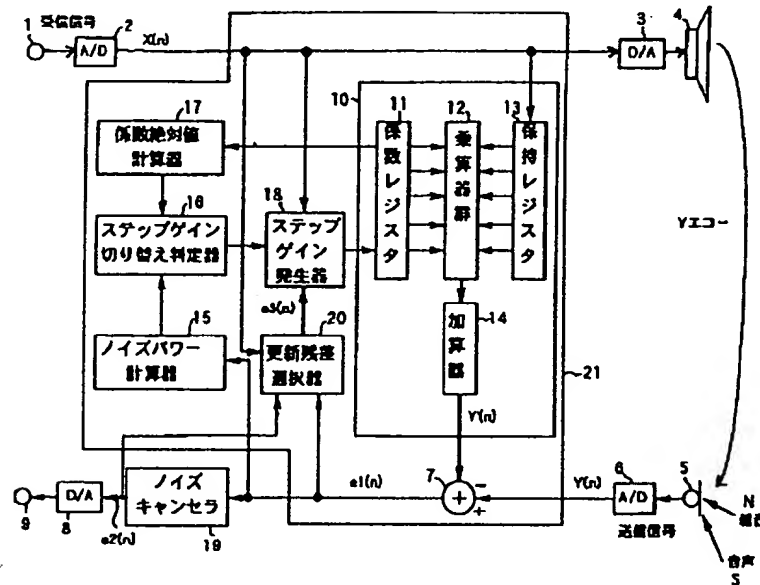 1
受信信号
2
A/D
X(n)
3
D/A
4
17
係数絶対値
計算器
16
ステップゲイン
切り替え判定器
15
ノイズパワー
計算器
18
ステップ
ゲイン
発生器
e3(n)
20
更新残差
選択器
10
11
係数レジスタ
12
乗算器群
13
保持レジスタ
14
加算器
Y'(n)
21
Yエコー
9
D/A
8
e2(n)
ノイズ
キャンセラ
19
e1(n)
7
+
−
+
Y(n)
6
A/D
送信信号
5
N
雑音
音声
S